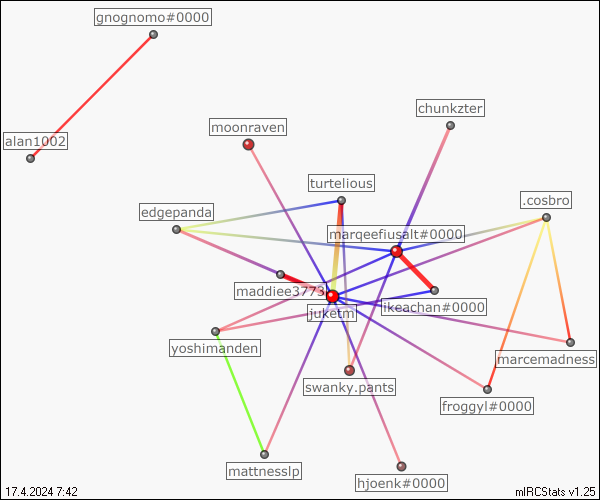 gnognomo#0000
chunkzter
moonraven
alan1002
turtelious
.cosbro
edgepanda
marqeefiusalt#0000
maddiee3773
ikeachan#0000
juketm
yoshimanden
marcemadness
swanky.pants
froggyl#0000
mattnesslp
hjoenk#0000
17.4.2024 7:42
mIRCStats v1.25